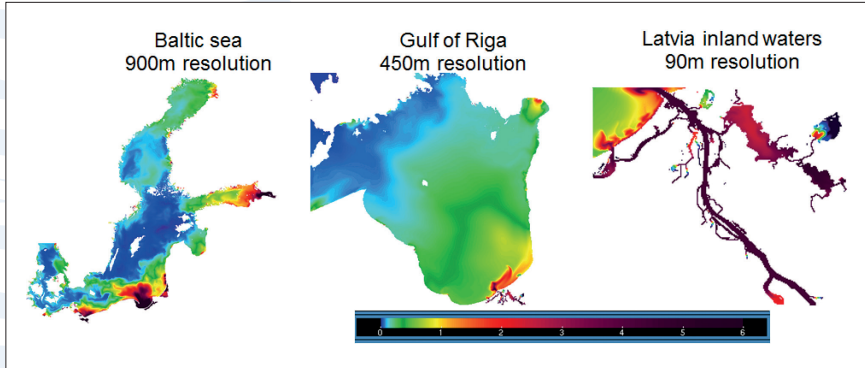 Baltic sea
900m resolution
Gulf of Riga
450m resolution
Latvia inland waters
90m resolution
0 1 2 3 4 5 6